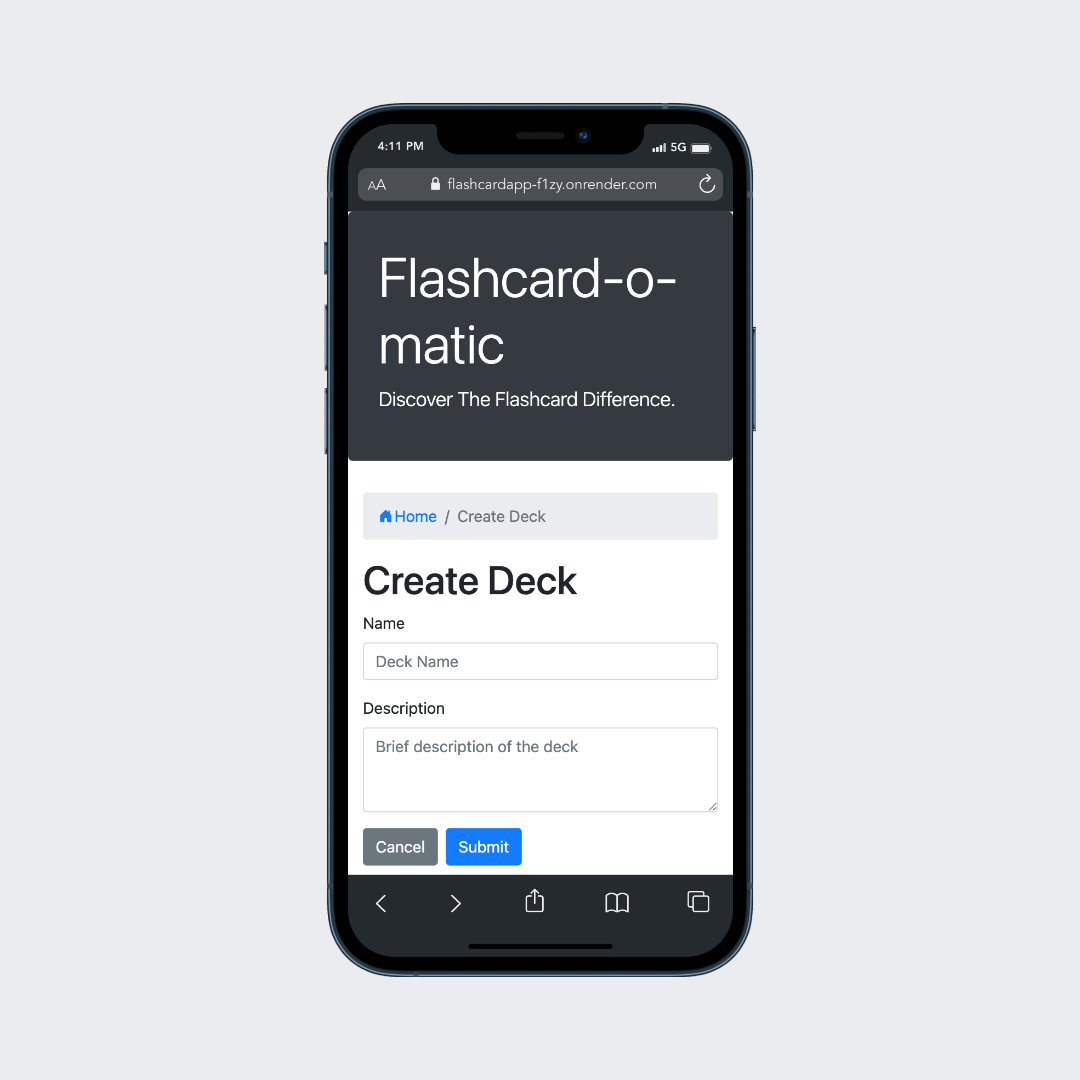 4:11 PM 5G
AA flashcardapp-f1zy.onrender.com
Flashcard-o-
matic
Discover The Flashcard Difference.
Home / Create Deck
Create Deck
Name
Deck Name
Description
Brief description of the deck
Cancel Submit